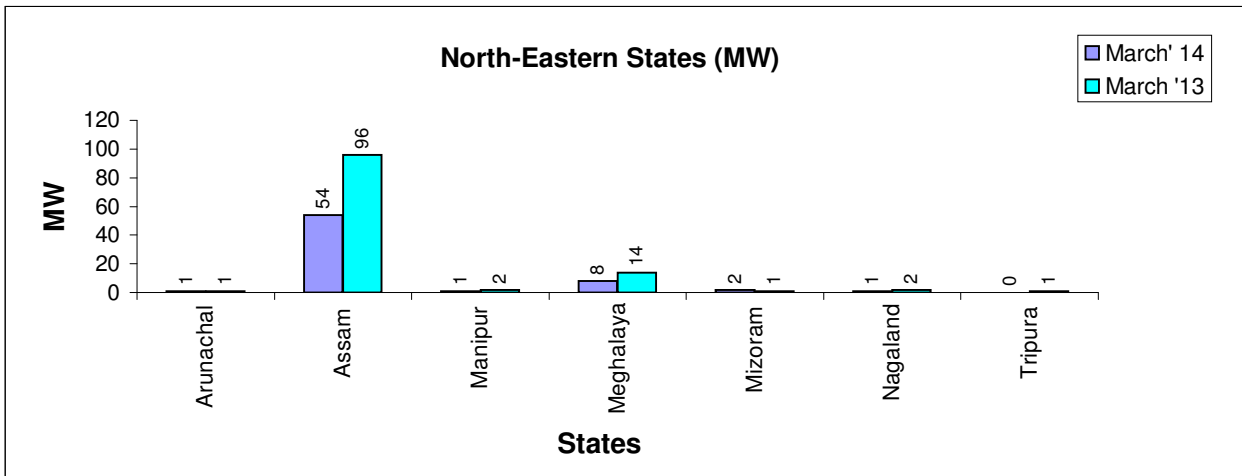 North-Eastern States (MW)
March' 14
March '13
MW
120
100
80
60
40
20
0
1 1
54 96
1 2
8 14
2 1
1 2
0 1
Arunachal
Assam
Manipur
Meghalaya
Mizoram
Nagaland
Tripura
States